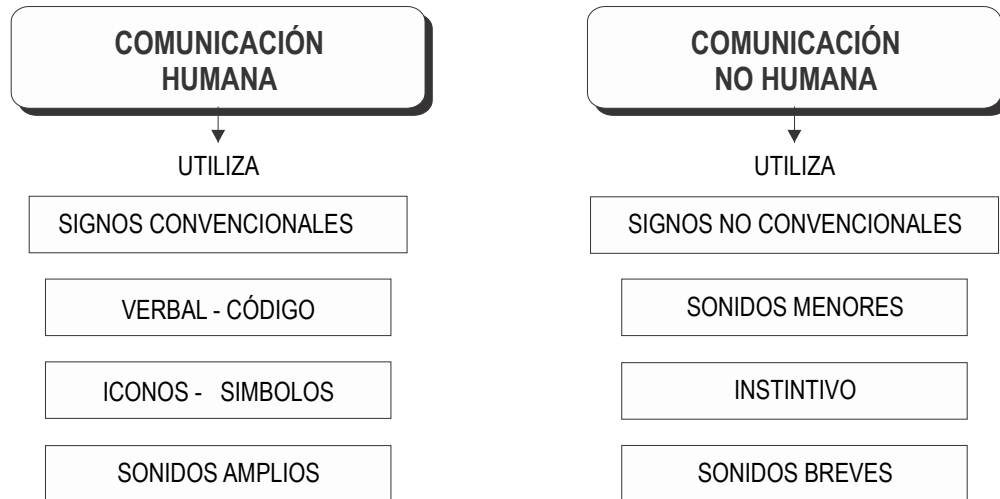 COMUNICACIÓN
HUMANA
UTILIZA
SIGNOS CONVENCIONALES
VERBAL - CÓDIGO
ICONOS - SIMBOLOS
SONIDOS AMPLIOS
COMUNICACIÓN
NO HUMANA
UTILIZA
SIGNOS NO CONVENCIONALES
SONIDOS MENORES
INSTINTIVO
SONIDOS BREVES